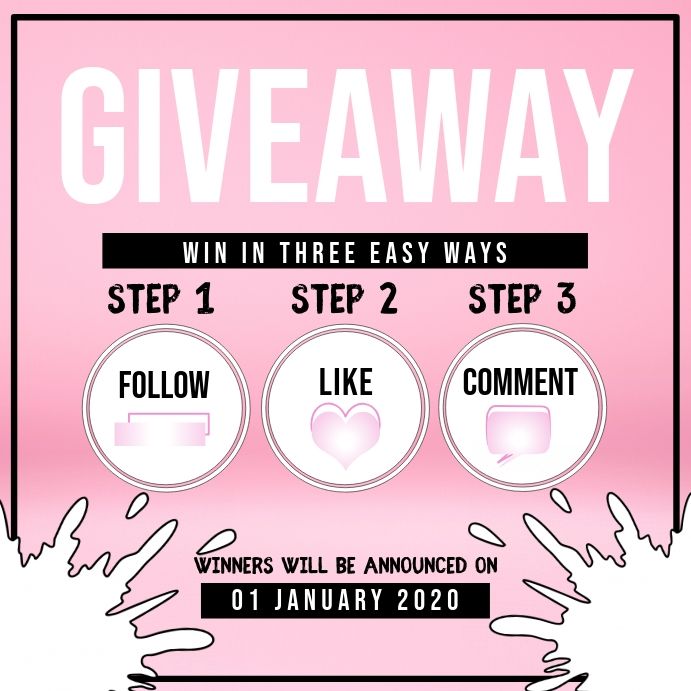 GIVEAWAY
WIN IN THREE EASY WAYS
STEP 1 STEP 2 STEP 3
FOLLOW LIKE COMMENT
WINNERS WILL BE ANNOUNCED ON
01 JANUARY 2020